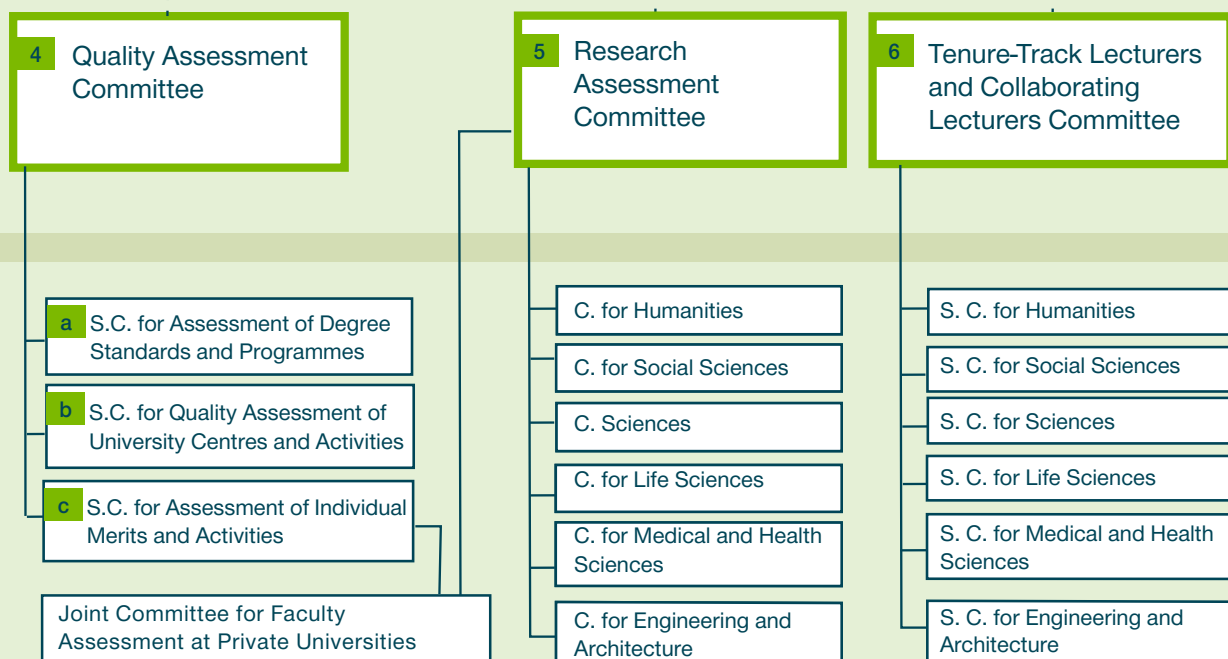 4
Quality Assessment
Committee
a
S.C. for Assessment of Degree
Standards and Programmes
b
S.C. for Quality Assessment of
University Centres and Activities
c
S.C. for Assessment of Individual
Merits and Activities
Joint Committee for Faculty
Assessment at Private Universities
5
Research
Assessment
Committee
C. for Humanities
C. for Social Sciences
C. Sciences
C. for Life Sciences
C. for Medical and Health
Sciences
C. for Engineering and
Architecture
6
Tenure-Track Lecturers
and Collaborating
Lecturers Committee
S. C. for Humanities
S. C. for Social Sciences
S. C. for Sciences
S. C. for Life Sciences
S. C. for Medical and Health
Sciences
S. C. for Engineering and
Architecture